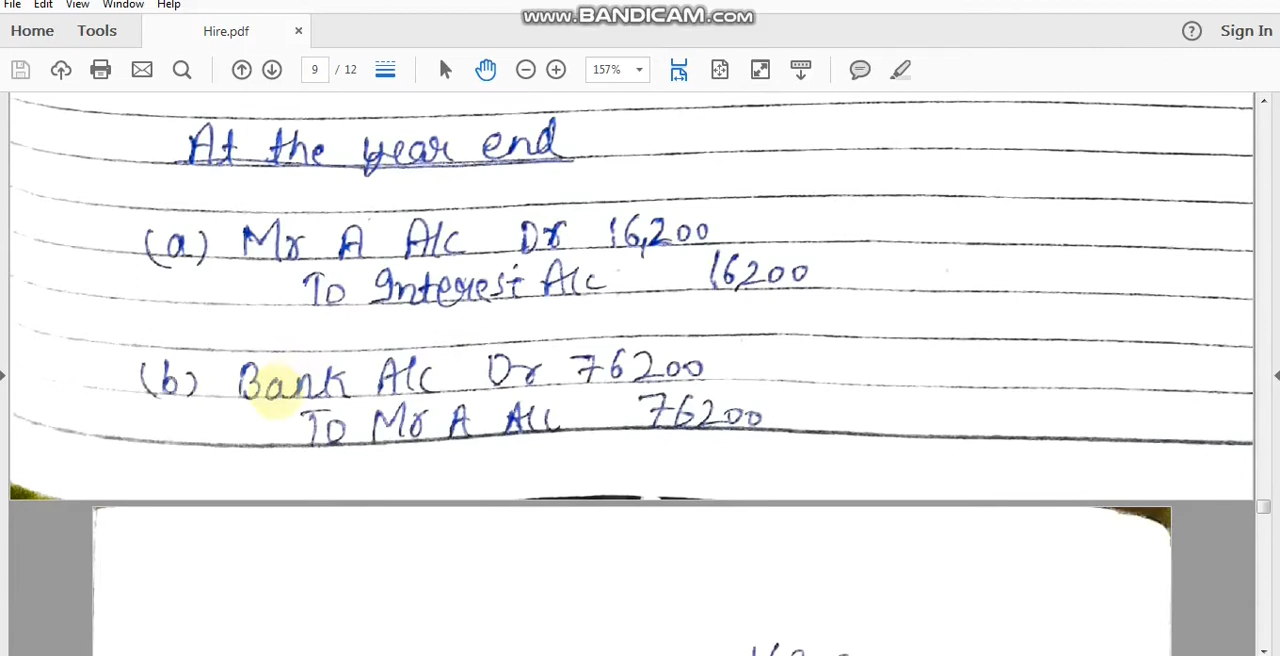 File Edit View Window Help
www.BANDICAM.com
Home Tools Hire.pdf × Sign In
9 / 12 157%
At the year end
(a) Mr A A/c Dr 16,200
To Interest A/c 16200
(b) Bank A/c Dr 76200
To Mr A A/c 76200